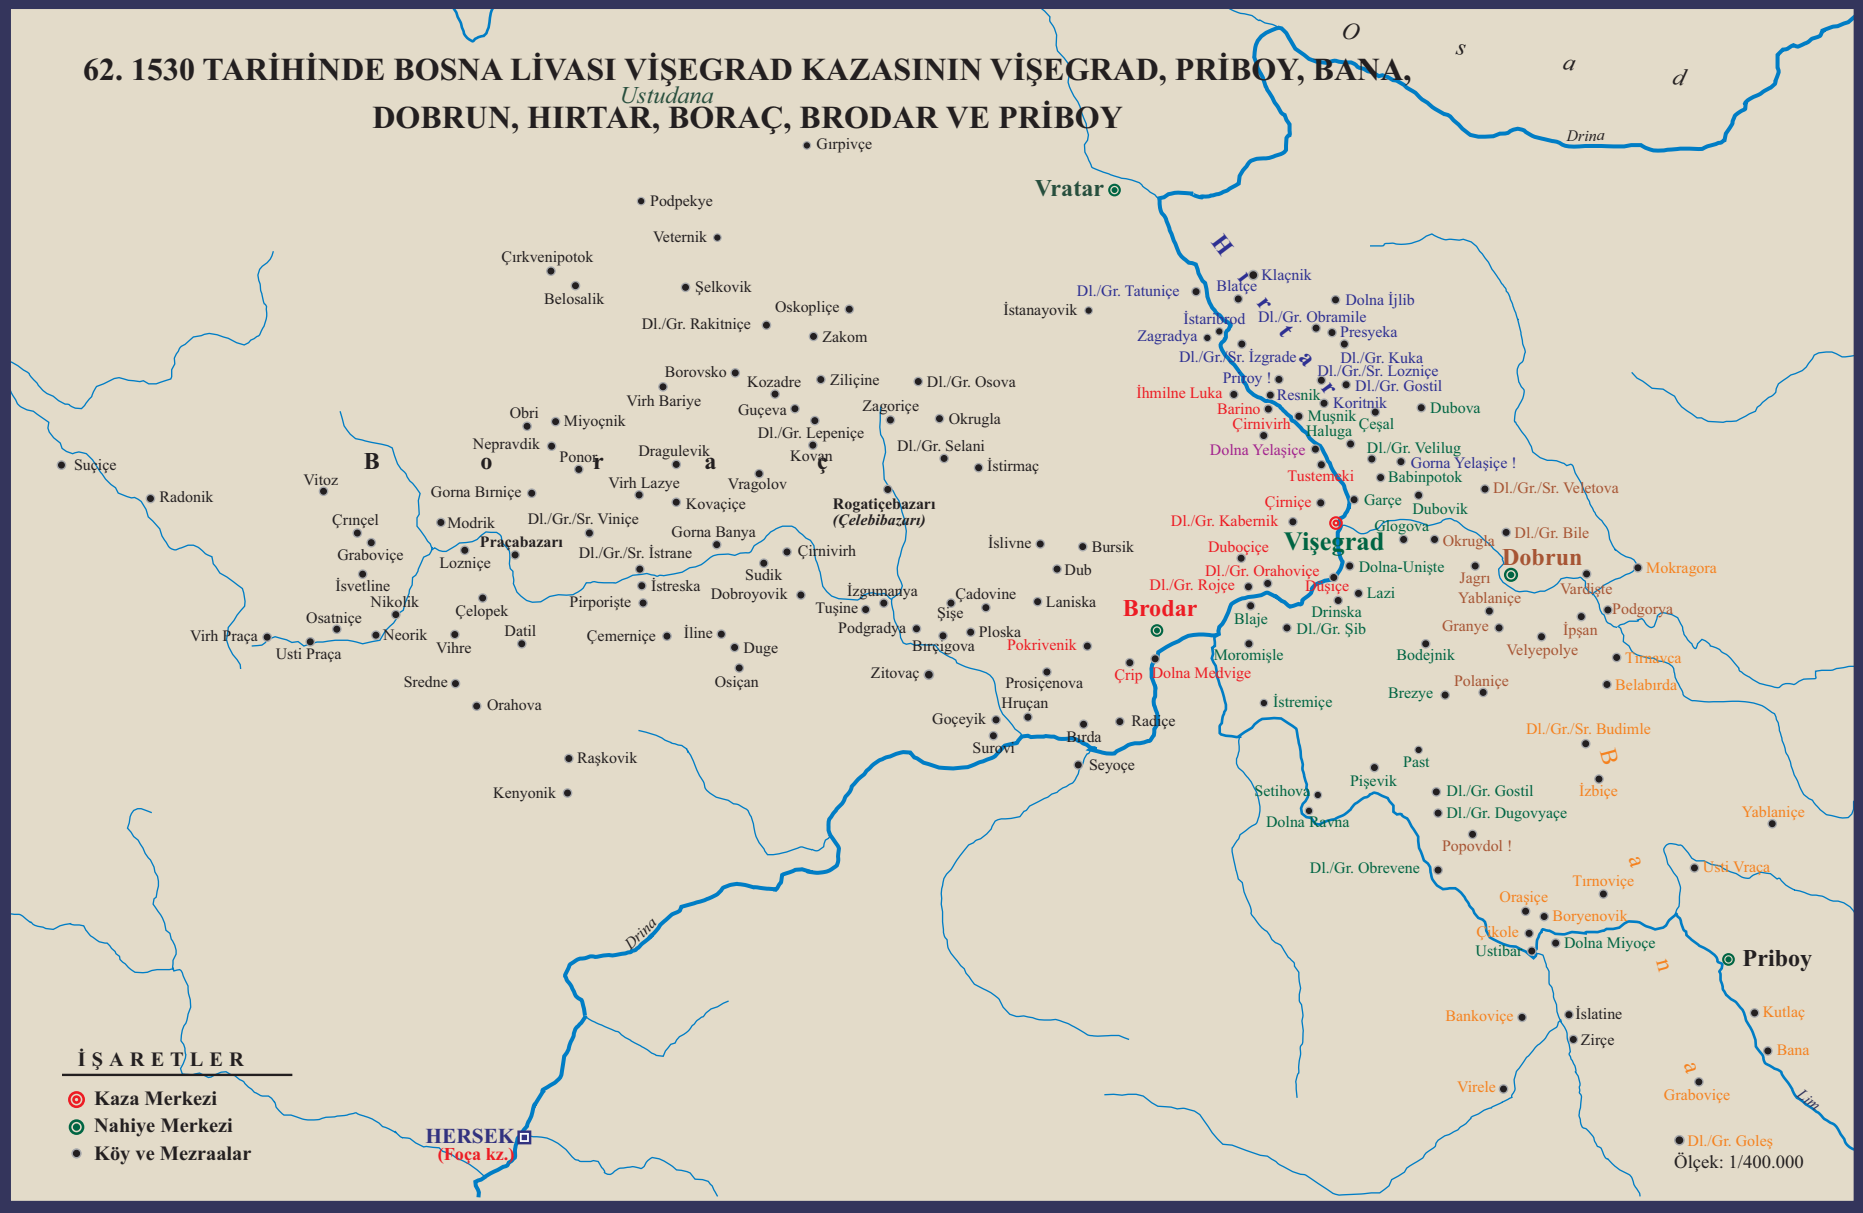 62. 1530 TARİHİNDE BOSNA LİVASI VİŞEGRAD KAZASININ VİŞEGRAD, PRİBOY, BANA,
DOBRUN, HIRTAR, BORAÇ, BRODAR VE PRİBOY
Ustudana
O s a d
Drina
Gırpivçe
Vratar
Podpekye
Veternik
Hırtar
Çırkvenipotok
Klaçnik
Blatçe
Belosalik
Şelkovik
Dl./Gr. Tatuniçe
Dolna İjlib
Oskopliçe
İstanayovik
İstaribrod
Dl./Gr. Obramile
Dl./Gr. Rakitniçe
Zakom
Zagradya
Presyeka
Dl./Gr./Sr. İzgrade
Dl./Gr. Kuka
Borovsko
Kozadre
Ziliçine
Dl./Gr. Osova
Priroy !
Dl./Gr./Sr. Lozniçe
Dl./Gr. Gostil
Virh Bariye
İhmilne Luka
Resnik
Koritnik
Obri
Miyoçnik
Guçeva
Zagoriçe
Okrugla
Barino
Muşnik
Çeşal
Dubova
Dl./Gr. Lepeniçe
Çirnivirh
Haluga
Nepravdik
Ponor
Dragulevik
Kovan
Dl./Gr. Selani
Dolna Yelaşiçe
Dl./Gr. Velilug
B o r a ç
İstirmaç
Gorna Yelaşiçe !
Suçiçe
Vitoz
Tustemeki
Babinpotok
Virh Lazye
Vragolov
Radonik
Gorna Bırniçe
Kovaçiçe
Rogatiçebazarı
(Çelebibazarı)
Çirniçe
Garçe
Dubovik
Dl./Gr./Sr. Veletova
Çrınçel
Modrik
Dl./Gr./Sr. Viniçe
Dl./Gr. Kabernik
Glogova
Graboviçe
Praçabazarı
Gorna Banya
İslivne
Bursik
Duboçiçe
Vişegrad
Okrugla
Dl./Gr. Bile
Dobrun
Lozniçe
Dl./Gr./Sr. İstrane
Çirnivirh
Dub
Dl./Gr. Orahoviçe
Dolna-Unişte
Mokragora
İsvetline
Sudik
Dl./Gr. Rojçe
Duşiçe
Jagrı
Vardişte
Nikolik
Çelopek
İstreska
Dobroyovik
İzgumanya
Çadovine
Lazi
Yablaniçe
Pirporişte
Tuşine
Şişe
Laniska
Brodar
Drinska
Podgorya
Osatniçe
Blaje
Granye
İpşan
Virh Praça
Neorik
Datil
Çemerniçe
İline
Podgradya
Ploska
Dl./Gr. Şib
Usti Praça
Vihre
Duge
Bırçigova
Pokrivenik
Moromişle
Bodejnik
Velyepolye
Tırnavca
Sredne
Osiçan
Zitovaç
Prosiçenova
Çrip
Dolna Medvige
Brezye
Polaniçe
Belabırda
Orahova
Hruçan
İstremiçe
Goçeyik
Radiçe
Bırda
Surovi
Dl./Gr./Sr. Budimle
Raşkovik
Seyoçe
Past
Pişevik
B a n a
Kenyonik
Setihova
Dl./Gr. Gostil
İzbiçe
Dolna Ravna
Dl./Gr. Dugovyaçe
Yablaniçe
Popovdol !
Dl./Gr. Obrevene
Usti Vraca
Tırnoviçe
Oraşiçe
Boryenovik
Drina
Çikole
Dolna Miyoçe
Ustibar
Priboy
Bankoviçe
İslatine
Kutlaç
Zirçe
Bana
Virele
Graboviçe
Lim
Dl./Gr. Goleş
Ölçek: 1/400.000
HERSEK
(Foça kz.)
İŞARETLER
Kaza Merkezi
Nahiye Merkezi
Köy ve Mezraalar